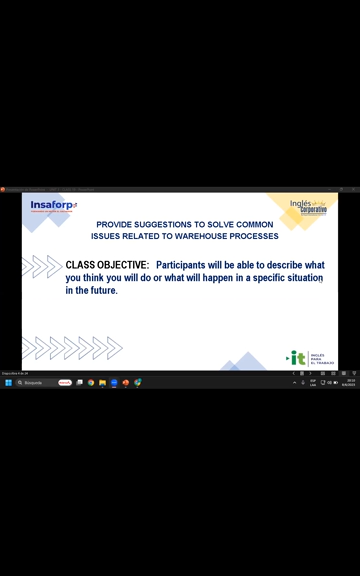 Insaforp
Inglés
Corporativo
PROVIDE SUGGESTIONS TO SOLVE COMMON
ISSUES RELATED TO WAREHOUSE PROCESSES
CLASS OBJECTIVE: Participants will be able to describe what
you think you will do or what will happen in a specific situation
in the future.
it
INGLÉS
PARA
EL TRABAJO
Búsqueda
ESP